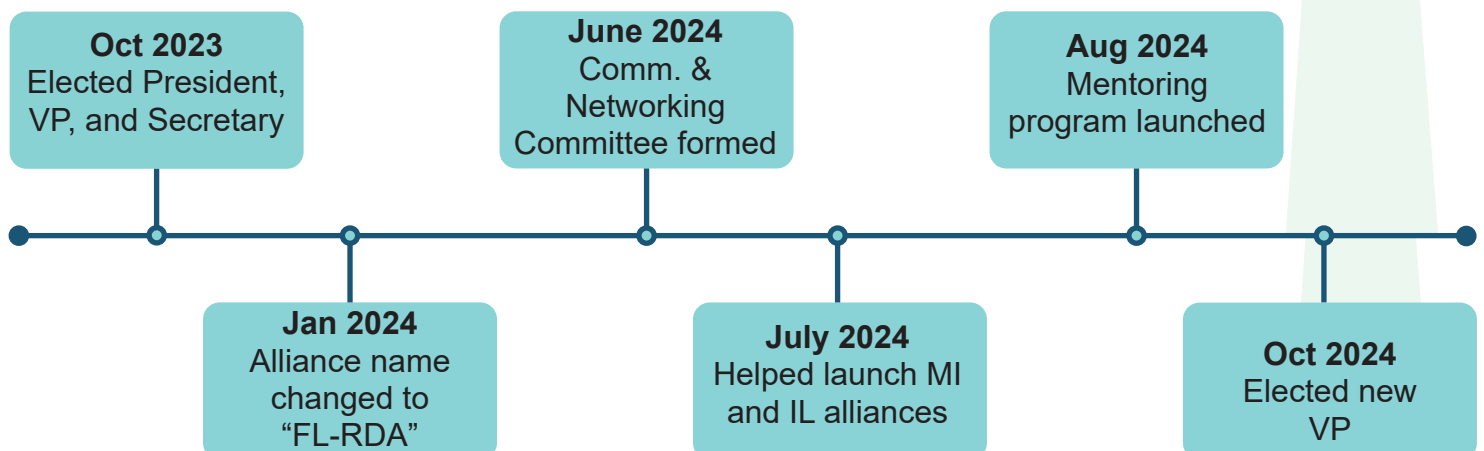 Oct 2023
Elected President,
VP, and Secretary
Jan 2024
Alliance name
changed to
“FL-RDA”
June 2024
Comm. &
Networking
Committee formed
July 2024
Helped launch MI
and IL alliances
Aug 2024
Mentoring
program launched
Oct 2024
Elected new
VP